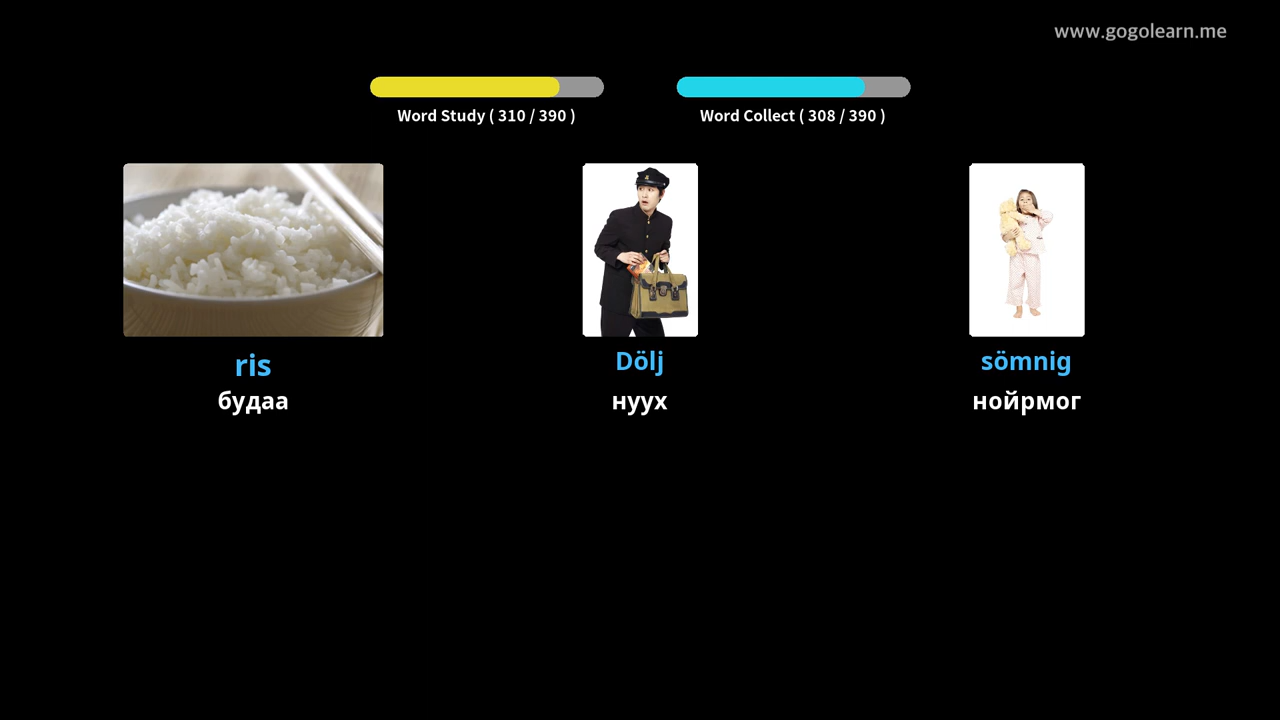 www.gogolearn.me
Word Study ( 310 / 390 )
Word Collect ( 308 / 390 )
ris
Dölj
sömnig
будаа
нуух
нойрмог